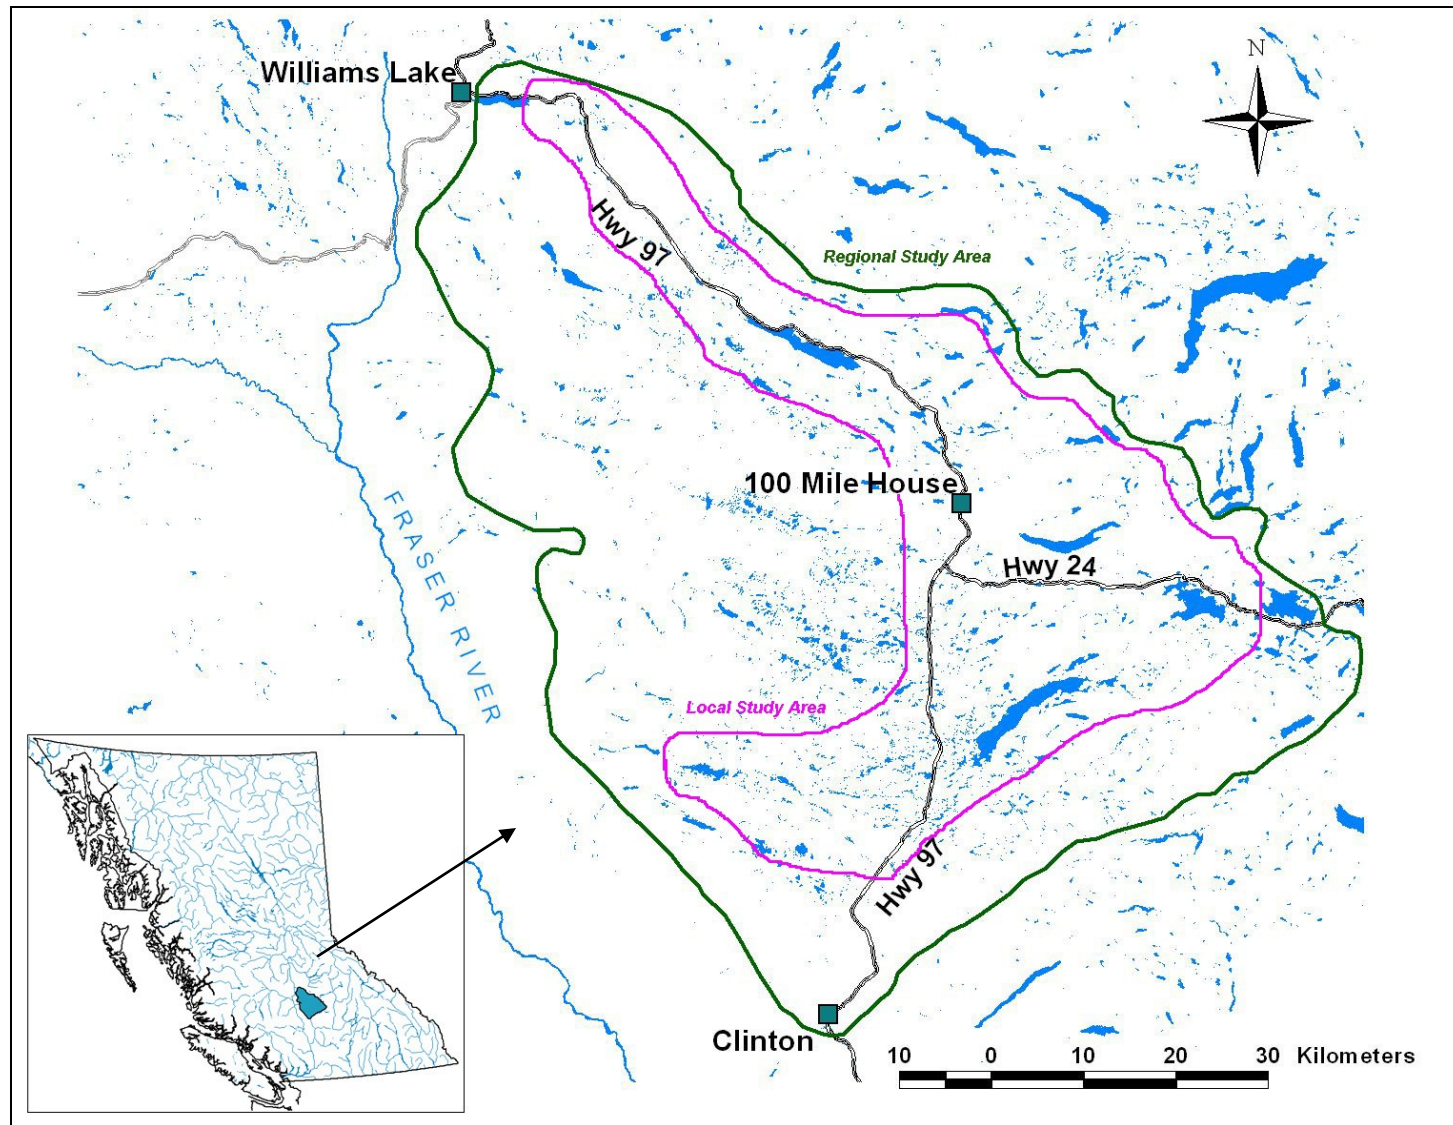 N
Williams Lake
Hwy 97
Regional Study Area
100 Mile House
Hwy 24
FRASER RIVER
Local Study Area
Hwy 97
Clinton
10 0 10 20 30 Kilometers